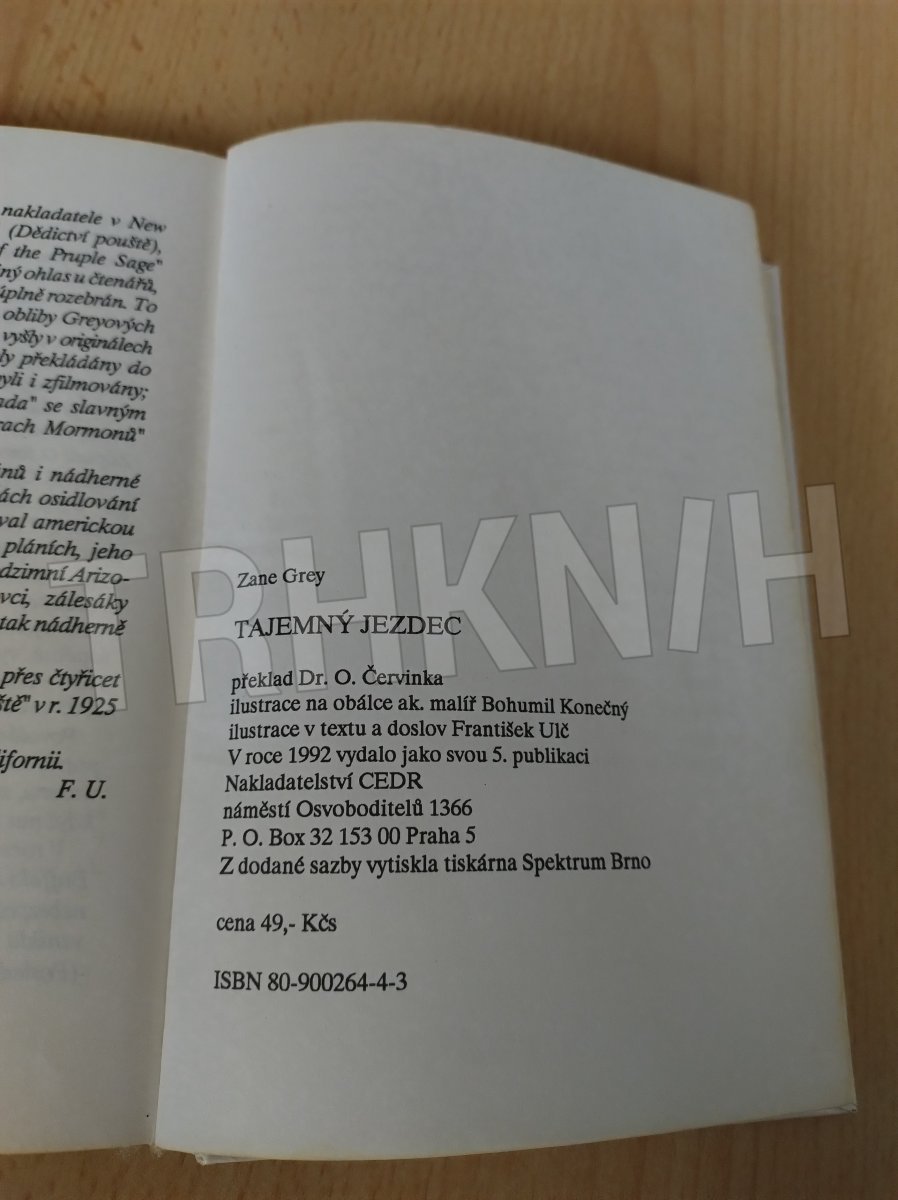 nakladatele v New
(Dědictví pouště),
f the Pruple Sage"
ný ohlas u čtenářů,
úplně rozebrán. To
obliby Greyových
vyšly v originálech
ly překládány do
yli i zfilmovány;
ada" se slavným
rach Mormonů"
nů i nádherné
ách osidlování
val americkou
pláních, jeho
dzimní Arizo-
vci, zálesáky
tak nádherně
přes čtyřicet
ště" v r. 1925
lifornii.
F. U.
Zane Grey
TAJEMNÝ JEZDEC
překlad Dr. O. Červinka
ilustrace na obálce ak. malíř Bohumil Konečný
ilustrace v textu a doslov František Ulč
V roce 1992 vydalo jako svou 5. publikaci
Nakladatelství CEDR
náměstí Osvoboditelů 1366
P. O. Box 32 153 00 Praha 5
Z dodané sazby vytiskla tiskárna Spektrum Brno
cena 49,- Kčs
ISBN 80-900264-4-3
TRHKNIH